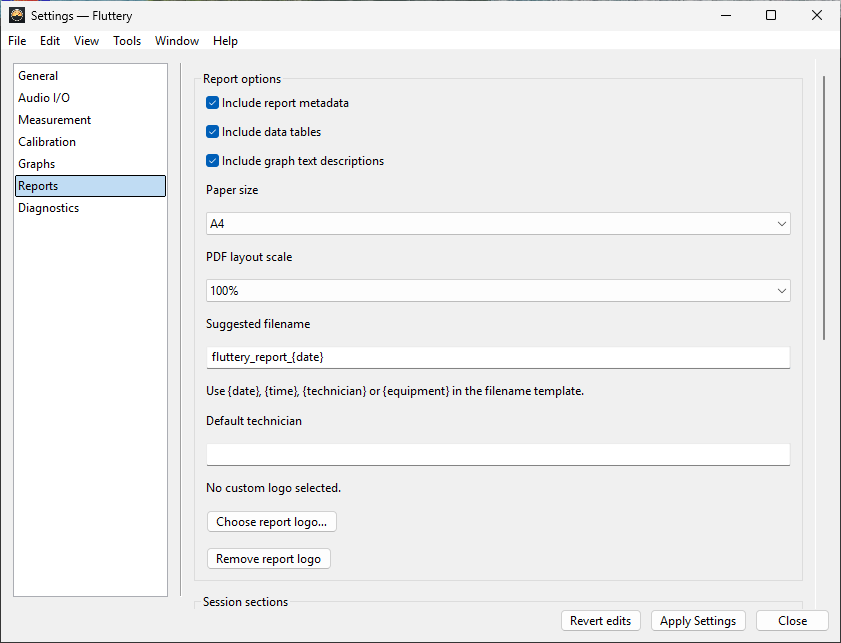 Settings — Fluttery
File Edit View Tools Window Help
General
Audio I/O
Measurement
Calibration
Graphs
Reports
Diagnostics
Report options
Include report metadata
Include data tables
Include graph text descriptions
Paper size
A4
PDF layout scale
100%
Suggested filename
fluttery_report_{date}
Use {date}, {time}, {technician} or {equipment} in the filename template.
Default technician
No custom logo selected.
Choose report logo...
Remove report logo
Session sections
Revert edits Apply Settings Close